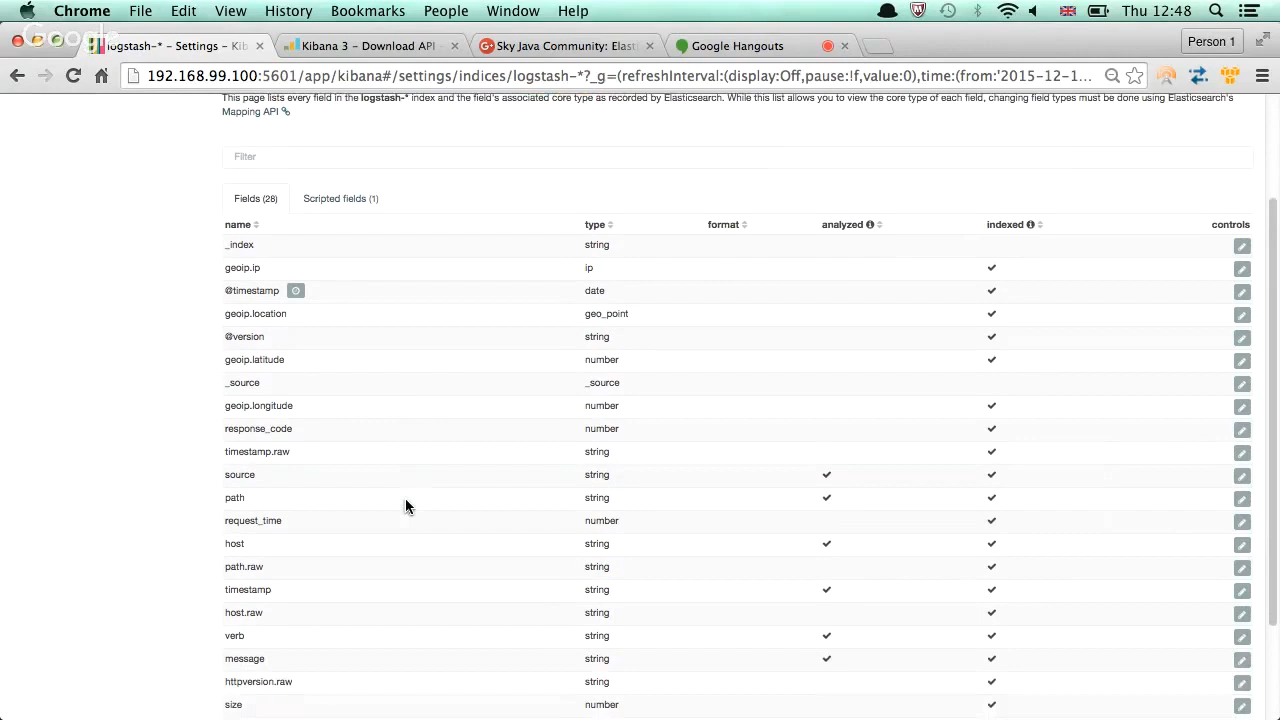 Chrome File Edit View History Bookmarks People Window Help Thu 12:48
Google
logstash-* – Settings – Kib Kibana 3 – Download API – Sky Java Community: Elast Google Hangouts Person 1
192.168.99.100:5601/app/kibana#/settings/indices/logstash-*?_g=(refreshInterval:(display:Off,pause:!f,value:0),time:(from:'2015-12-1...
This page lists every field in the logstash-* index and the field's associated core type as recorded by Elasticsearch. While this list allows you to view the core type of each field, changing field types must be done using Elasticsearch's
Mapping API
Filter
Fields (28) Scripted fields (1)
name type format analyzed indexed controls
_index string
geoip.ip ip
@timestamp date
geoip.location geo_point
@version string
geoip.latitude number
_source _source
geoip.longitude number
response_code number
timestamp.raw string
source string
path string
request_time number
host string
path.raw string
timestamp string
host.raw string
verb string
message string
httpversion.raw string
size number